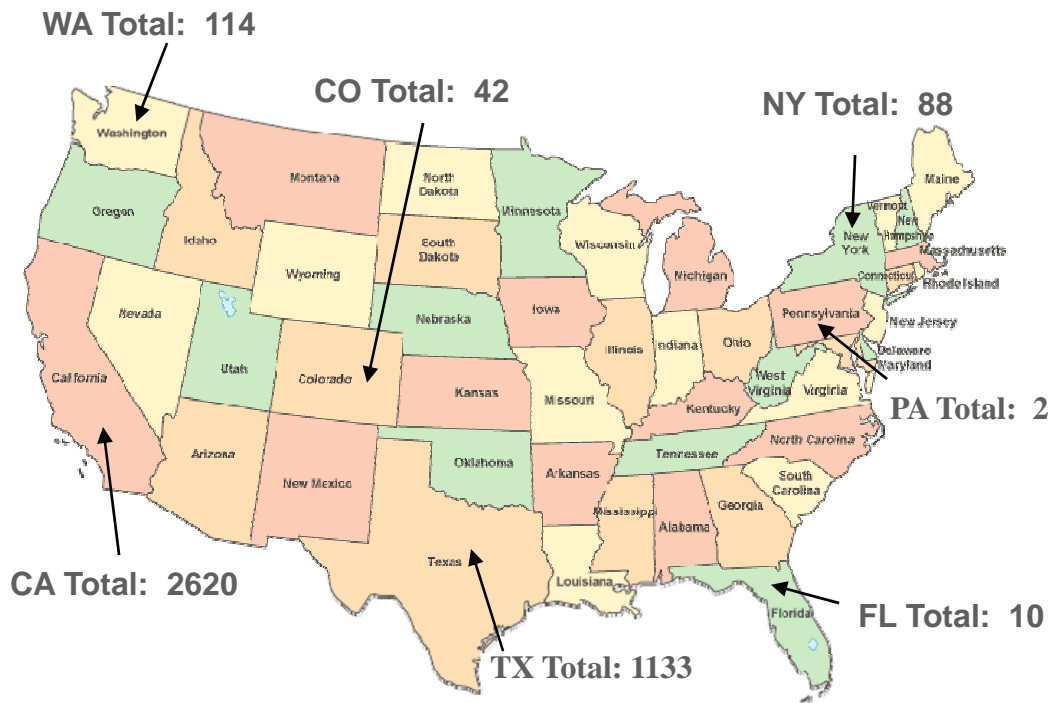 WA Total: 114
CO Total: 42
NY Total: 88
Washington
Montana
North
Dakota
Minnesota
Maine
Oregon
Idaho
Wyoming
South
Dakota
Wisconsin
Michigan
Vermont
New
Hampshire
New
York
Massachusetts
Connecticut
Rhode Island
Nevada
Utah
Colorado
Nebraska
Iowa
Illinois
Indiana
Ohio
Pennsylvania
New Jersey
Delaware
Maryland
California
Kansas
Missouri
Kentucky
West
Virginia
Virginia
PA Total: 2
Arizona
New Mexico
Oklahoma
Arkansas
Tennessee
North Carolina
South
Carolina
Texas
Louisiana
Mississippi
Alabama
Georgia
Florida
CA Total: 2620
FL Total: 10
TX Total: 1133